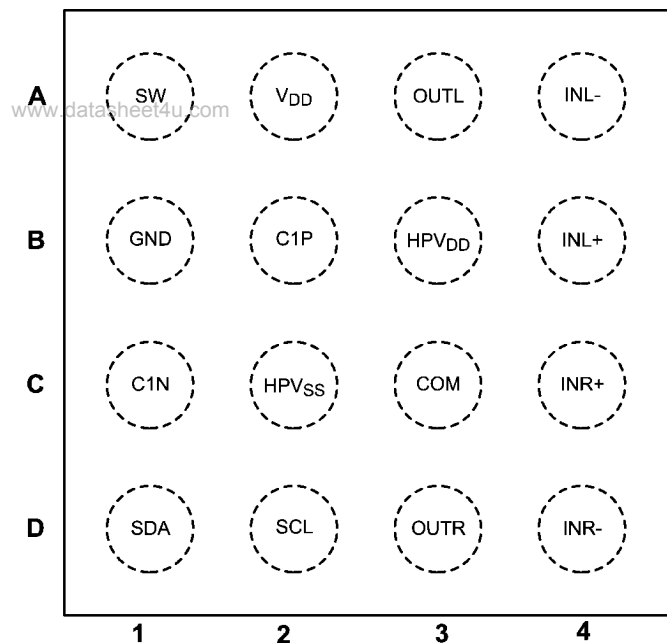 A SW VDD OUTL INL-
www.datasheet4u.com
B GND C1P HPVDD INL+
C C1N HPVSS COM INR+
D SDA SCL OUTR INR-
1 2 3 4